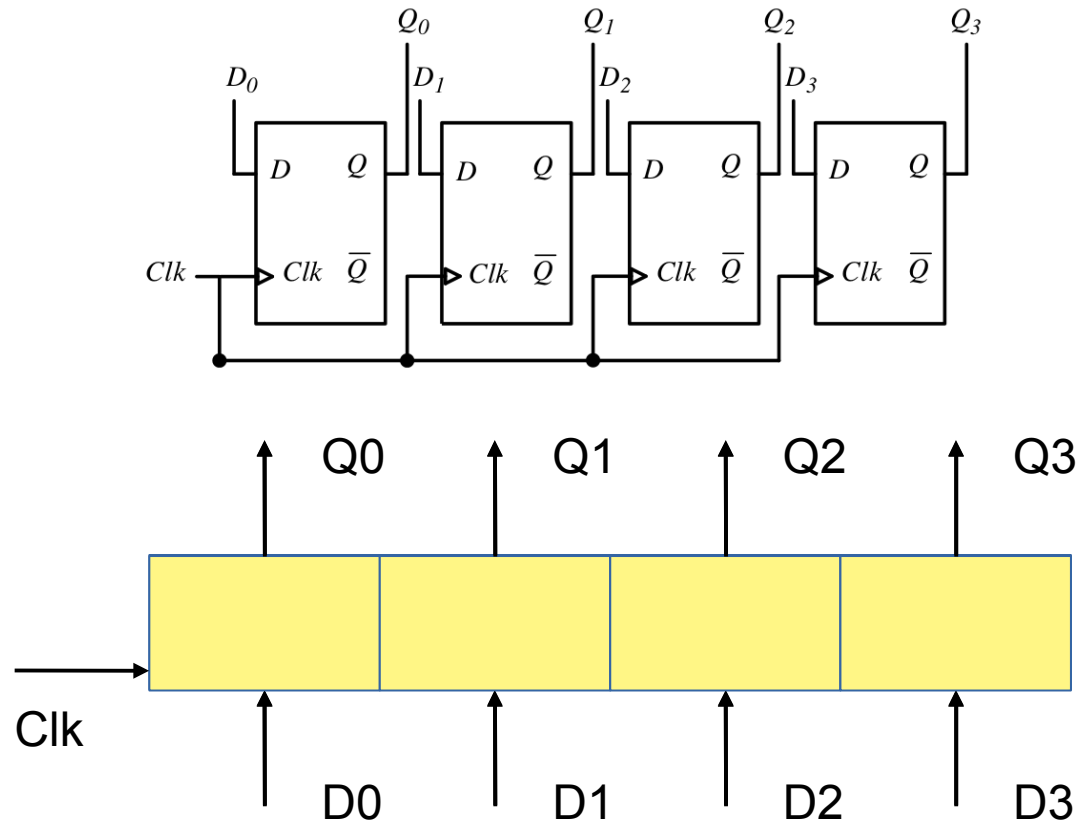 Q₀ Q₁ Q₂ Q₃
D₀ D₁ D₂ D₃
D Q D Q D Q D Q
Clk Clk Q̅ Clk Q̅ Clk Q̅ Clk Q̅
Q0 Q1 Q2 Q3
Clk
D0 D1 D2 D3